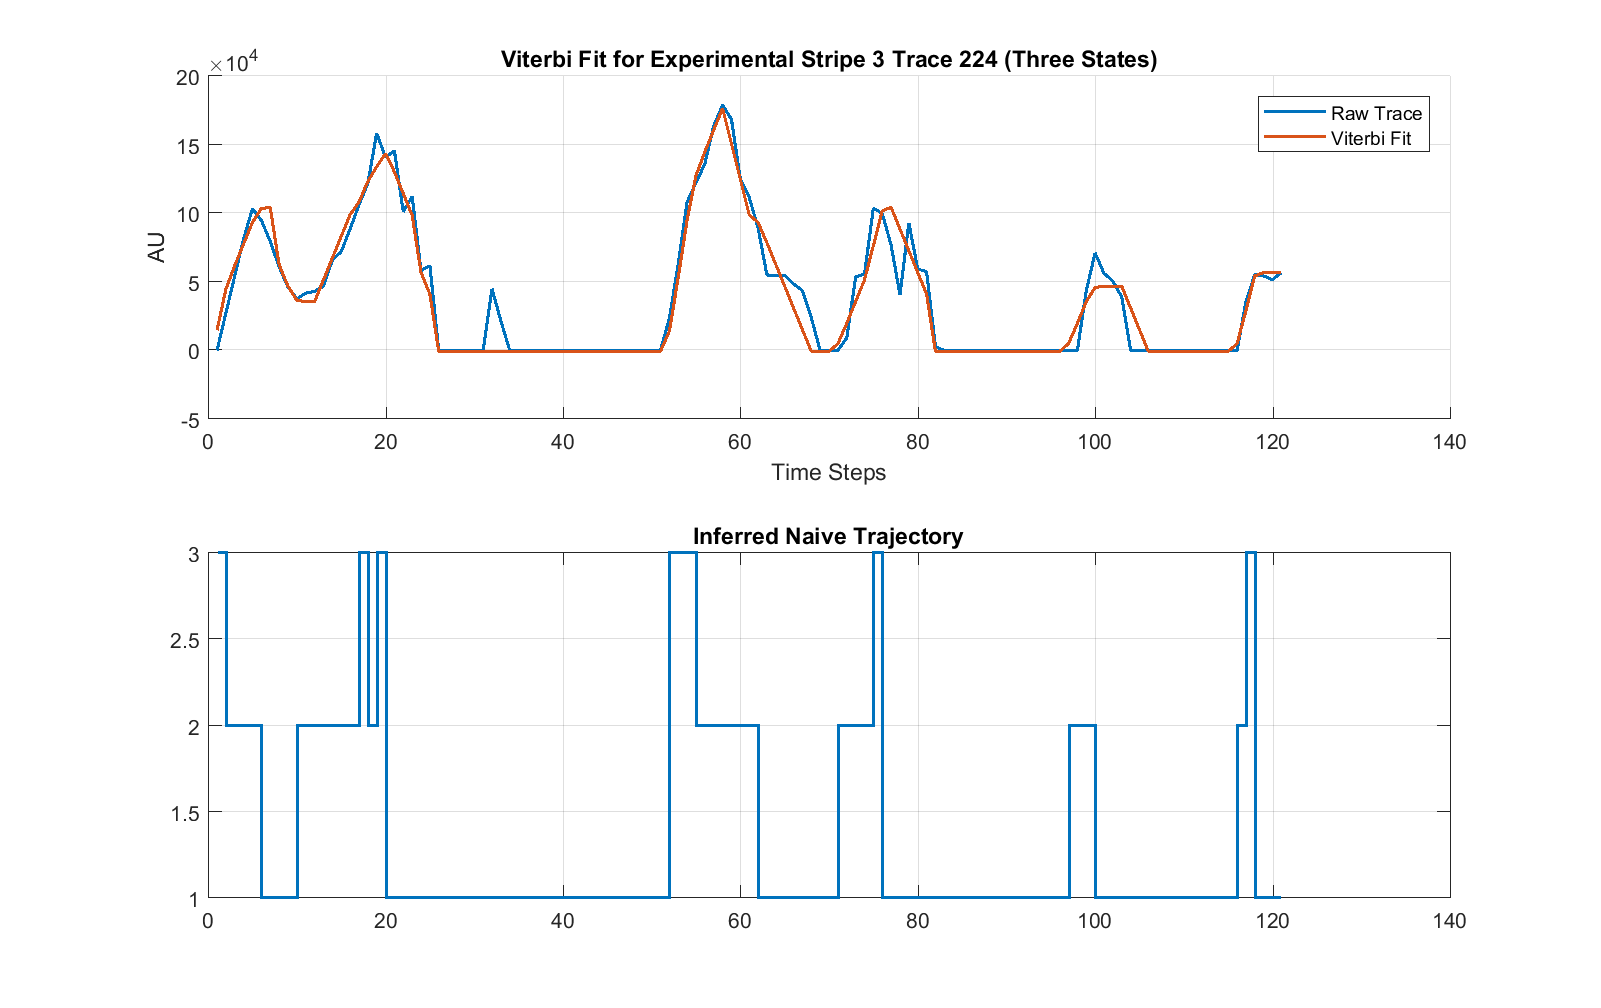 Viterbi Fit for Experimental Stripe 3 Trace 224 (Three States)
×10⁴
20
15
10
5
0
-5
AU
Raw Trace
Viterbi Fit
0 20 40 60 80 100 120 140
Time Steps
Inferred Naive Trajectory
3
2.5
2
1.5
1
0 20 40 60 80 100 120 140